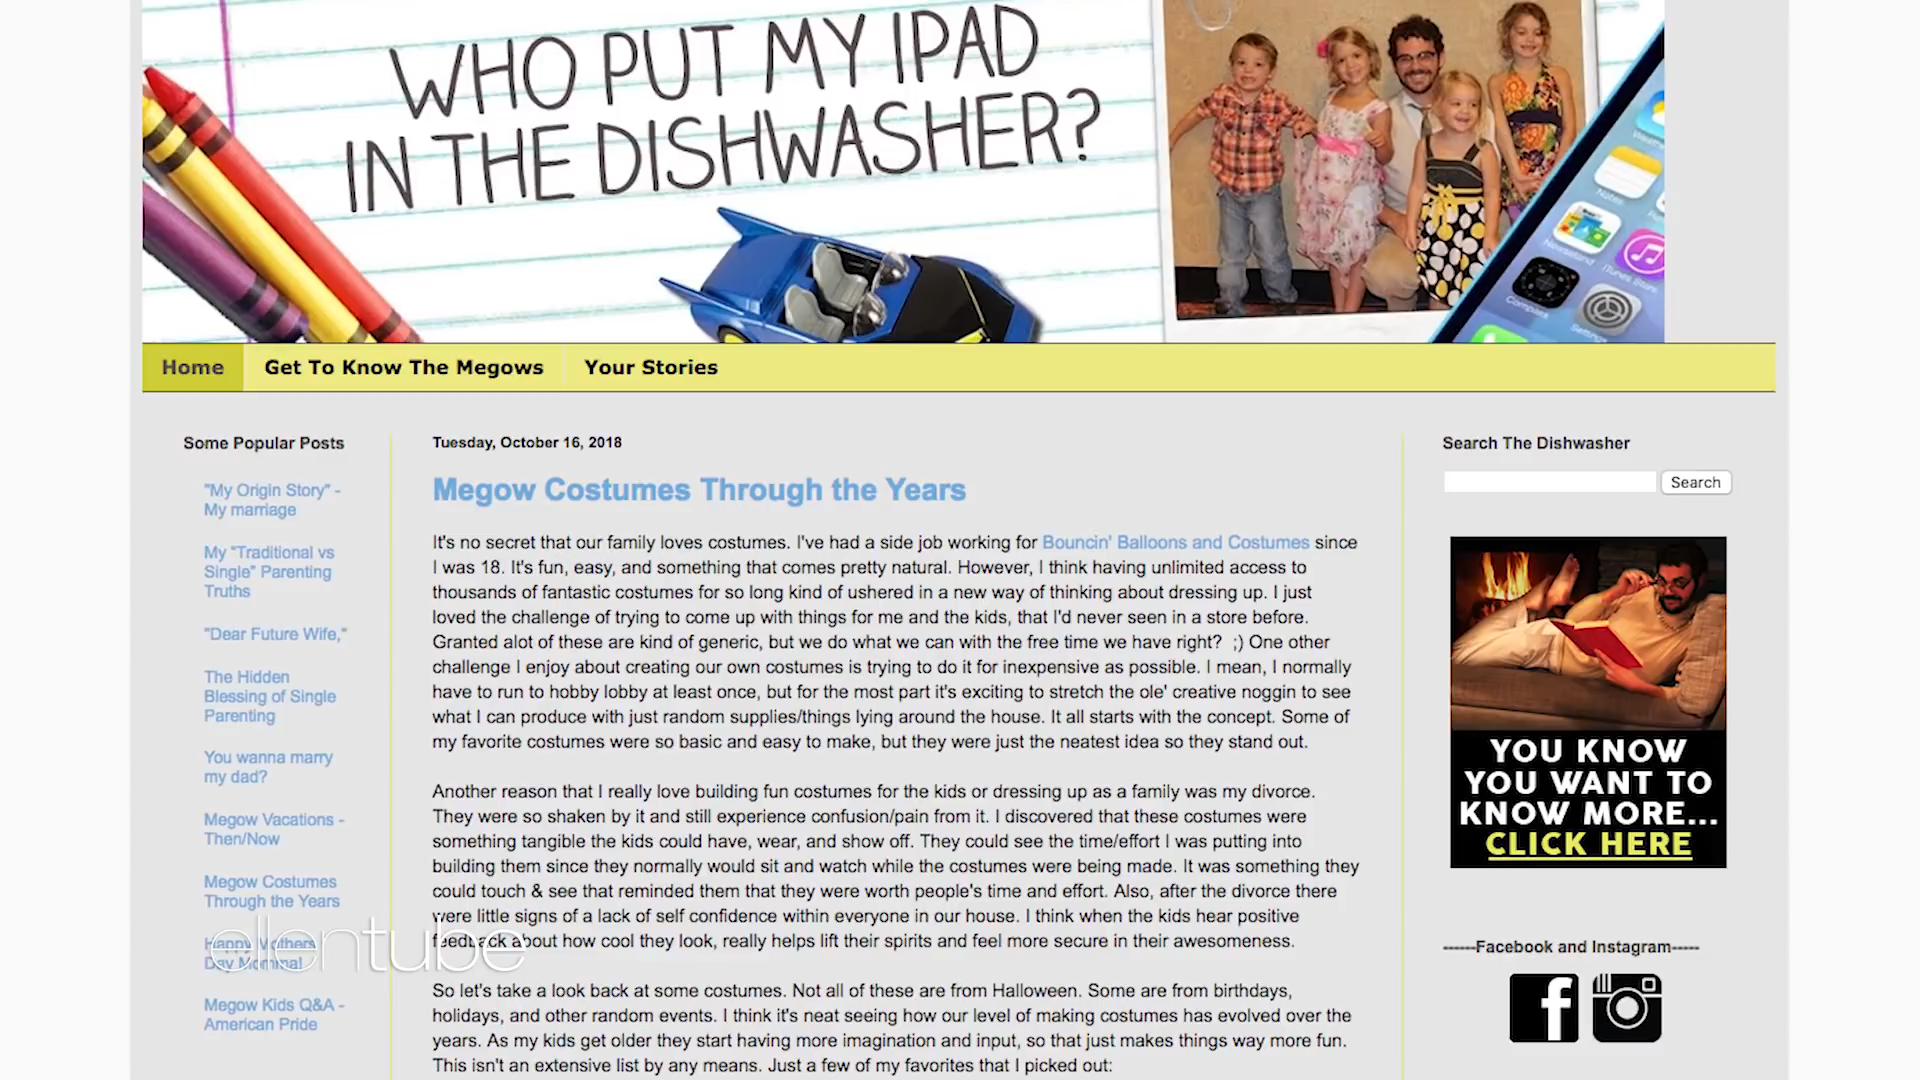 WHO PUT MY IPAD
IN THE DISHWASHER?
Home
Get To Know The Megows
Your Stories
Some Popular Posts
"My Origin Story" -
My marriage
My "Traditional vs
Single" Parenting
Truths
"Dear Future Wife,"
The Hidden
Blessing of Single
Parenting
You wanna marry
my dad?
Megow Vacations -
Then/Now
Megow Costumes
Through the Years
Happy Mothers
Day Momma!
Megow Kids Q&A -
American Pride
ellentube
Tuesday, October 16, 2018
Megow Costumes Through the Years
It's no secret that our family loves costumes. I've had a side job working for Bouncin' Balloons and Costumes since
I was 18. It's fun, easy, and something that comes pretty natural. However, I think having unlimited access to
thousands of fantastic costumes for so long kind of ushered in a new way of thinking about dressing up. I just
loved the challenge of trying to come up with things for me and the kids, that I'd never seen in a store before.
Granted alot of these are kind of generic, but we do what we can with the free time we have right?  ;) One other
challenge I enjoy about creating our own costumes is trying to do it for inexpensive as possible. I mean, I normally
have to run to hobby lobby at least once, but for the most part it's exciting to stretch the ole' creative noggin to see
what I can produce with just random supplies/things lying around the house. It all starts with the concept. Some of
my favorite costumes were so basic and easy to make, but they were just the neatest idea so they stand out.
Another reason that I really love building fun costumes for the kids or dressing up as a family was my divorce.
They were so shaken by it and still experience confusion/pain from it. I discovered that these costumes were
something tangible the kids could have, wear, and show off. They could see the time/effort I was putting into
building them since they normally would sit and watch while the costumes were being made. It was something they
could touch & see that reminded them that they were worth people's time and effort. Also, after the divorce there
were little signs of a lack of self confidence within everyone in our house. I think when the kids hear positive
feedback about how cool they look, really helps lift their spirits and feel more secure in their awesomeness.
So let's take a look back at some costumes. Not all of these are from Halloween. Some are from birthdays,
holidays, and other random events. I think it's neat seeing how our level of making costumes has evolved over the
years. As my kids get older they start having more imagination and input, so that just makes things way more fun.
This isn't an extensive list by any means. Just a few of my favorites that I picked out:
Search The Dishwasher
Search
YOU KNOW
YOU WANT TO
KNOW MORE...
CLICK HERE
------Facebook and Instagram-----
Notes
Newsstand
iTunes Store
Compass
Settings